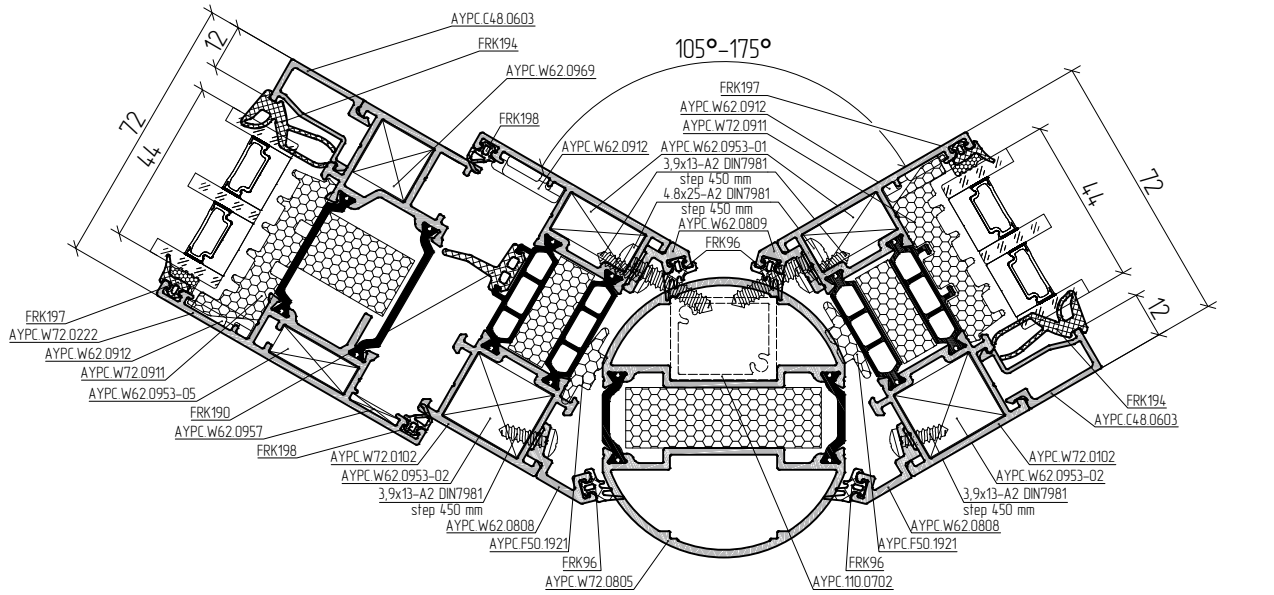 AYPC.C48.0603
12
FRK194
105°-175°
AYPC.W62.0969
72
44
FRK198
AYPC.W62.0912
FRK197
AYPC.W62.0912
AYPC.W72.0911
AYPC.W62.0953-01
3,9x13-A2 DIN7981
step 450 mm
4.8x25-A2 DIN7981
step 450 mm
AYPC.W62.0809
FRK96
44
72
12
FRK197
AYPC.W72.0222
AYPC.W62.0912
AYPC.W72.0911
AYPC.W62.0953-05
FRK190
AYPC.W62.0957
FRK198
AYPC.W72.0102
AYPC.W62.0953-02
3,9x13-A2 DIN7981
step 450 mm
AYPC.W62.0808
AYPC.F50.1921
FRK96
AYPC.W72.0805
FRK194
AYPC.C48.0603
AYPC.W72.0102
AYPC.W62.0953-02
3,9x13-A2 DIN7981
step 450 mm
AYPC.W62.0808
AYPC.F50.1921
FRK96
AYPC.110.0702